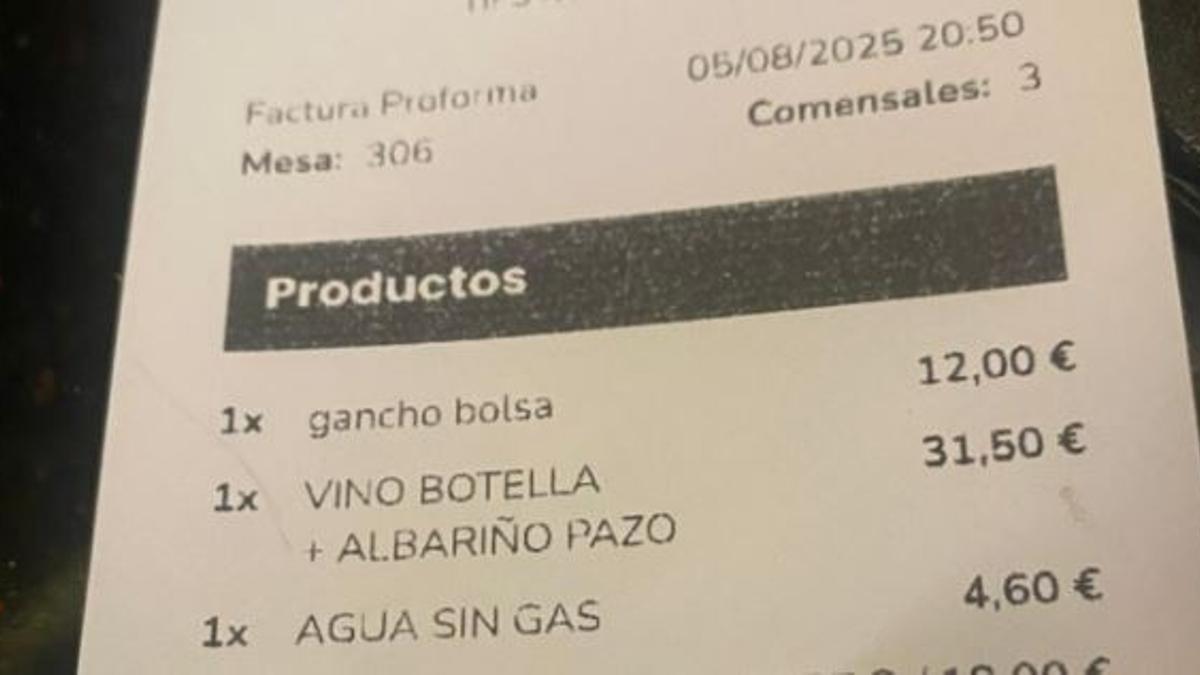 Factura Proforma 05/08/2025 20:50
Mesa: 306 Comensales: 3
Productos
1x gancho bolsa 12,00 €
1x VINO BOTELLA 31,50 €
+ ALBARIÑO PAZO
1x AGUA SIN GAS 4,60 €